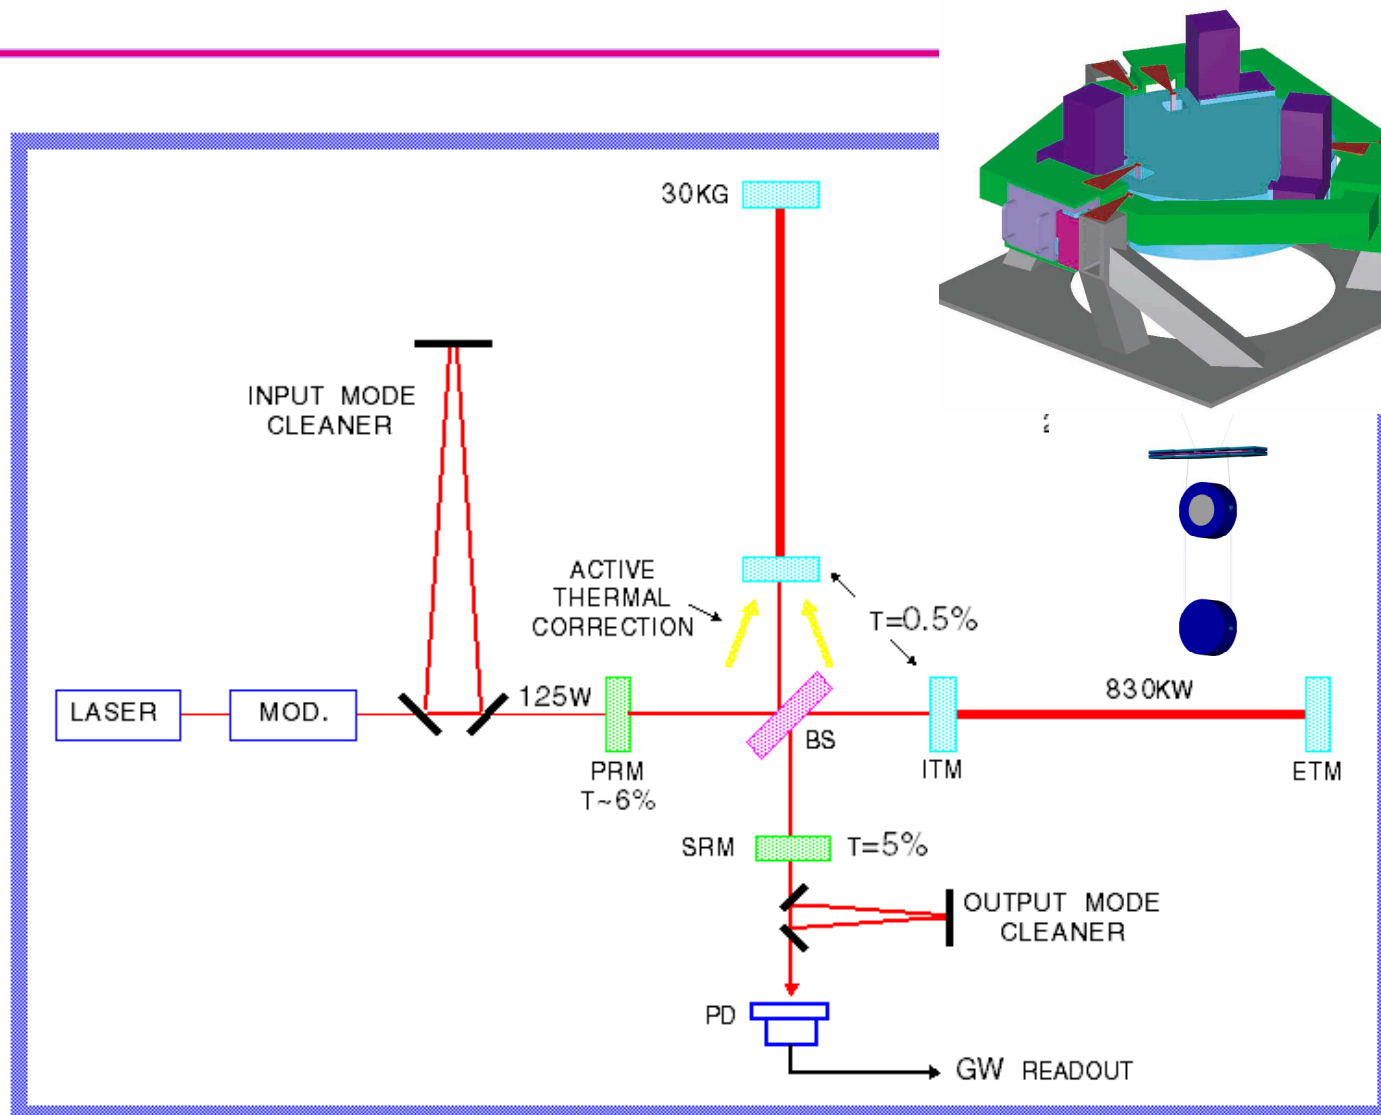 30KG
INPUT MODE
CLEANER
ACTIVE
THERMAL
CORRECTION
T=0.5%
LASER
MOD.
125W
PRM
T~6%
BS
ITM
830KW
ETM
SRM
T=5%
OUTPUT MODE
CLEANER
PD
GW READOUT